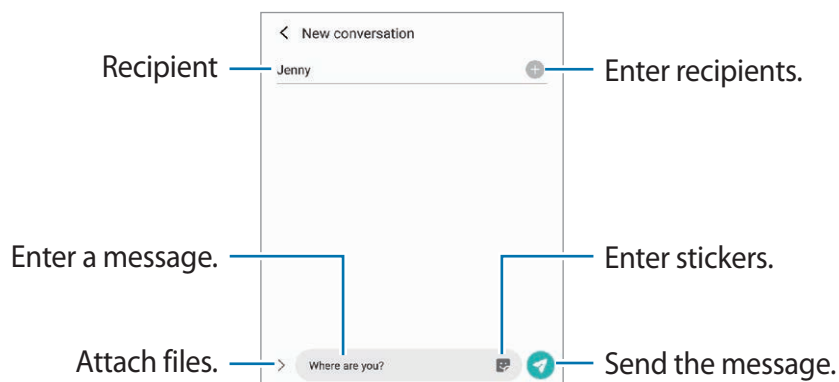 New conversation
Recipient
Jenny
Enter recipients.
Enter a message.
Enter stickers.
Attach files.
Where are you?
Send the message.